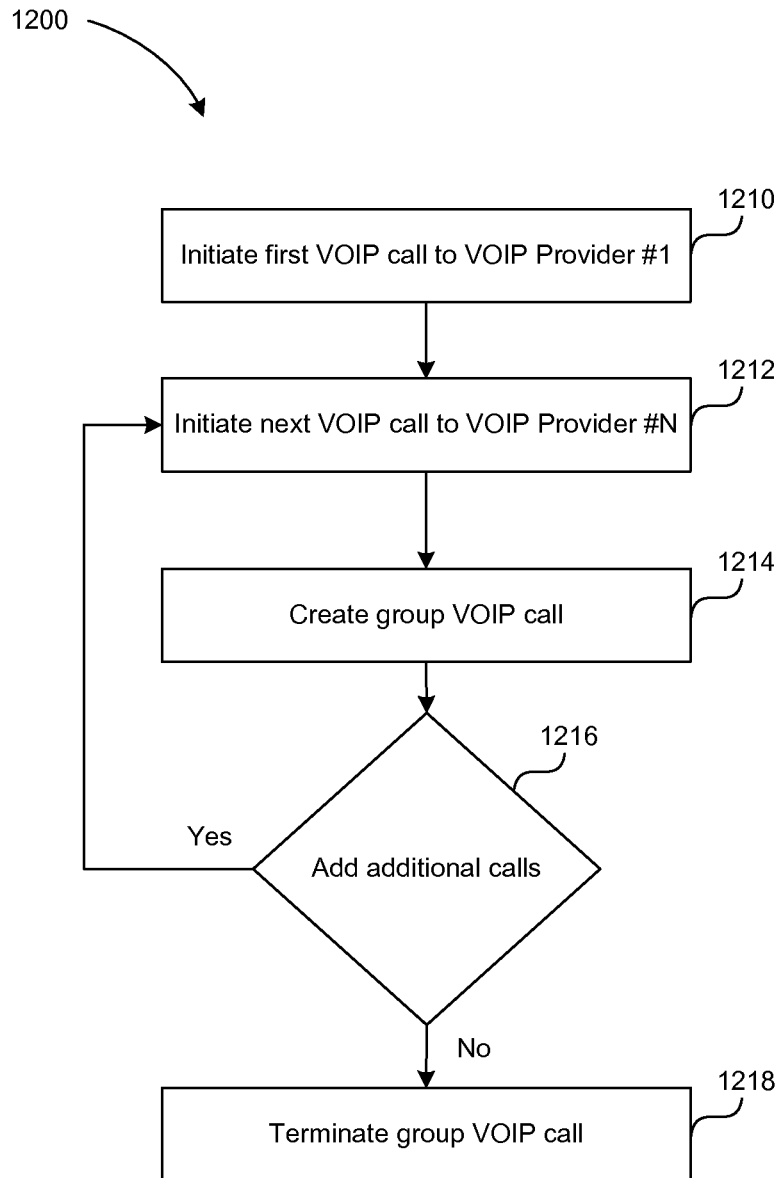 1200
1210
Initiate first VOIP call to VOIP Provider #1
1212
Initiate next VOIP call to VOIP Provider #N
1214
Create group VOIP call
1216
Yes
Add additional calls
No
1218
Terminate group VOIP call